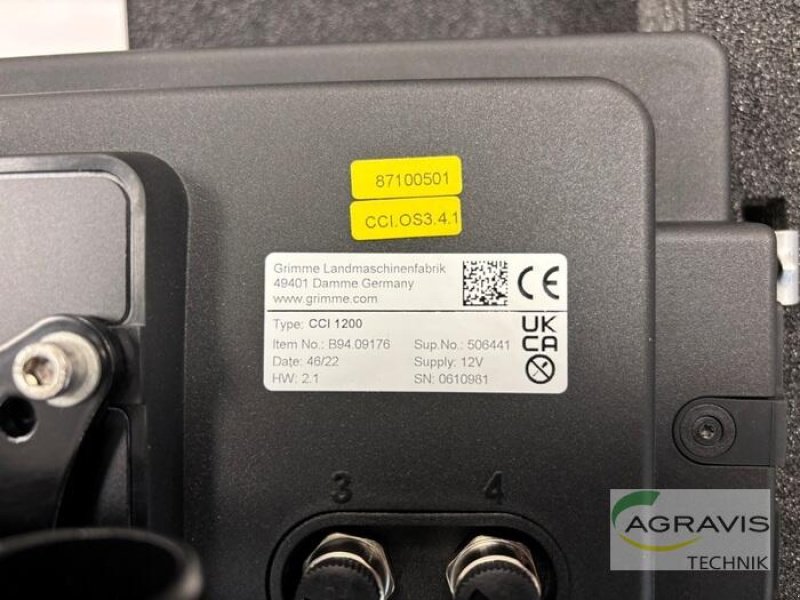 87100501
CCI.OS3.4.1
Grimme Landmaschinenfabrik
49401 Damme Germany
www.grimme.com
CE
Type: CCI 1200
Item No.: B94.09176 Sup.No.: 506441
Date: 46/22 Supply: 12V
HW: 2.1 SN: 0610981
UK
CA
3 4
AGRAVIS
TECHNIK